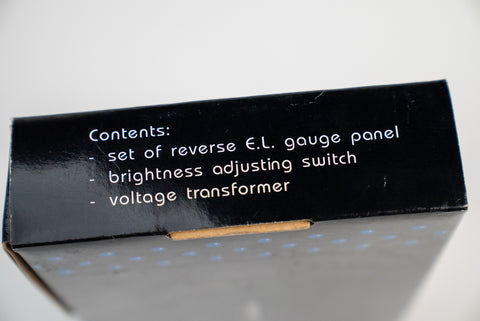 Contents:
- set of reverse E.L. gauge panel
- brightness adjusting switch
- voltage transformer